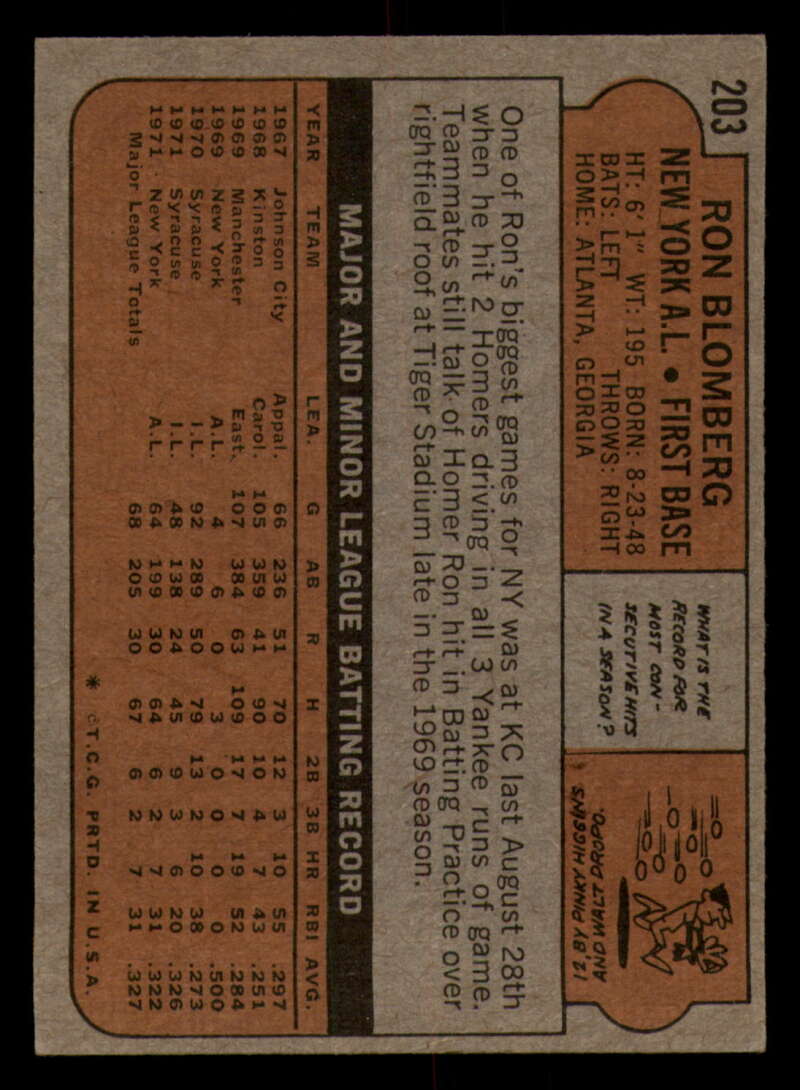 203
RON BLOMBERG
NEW YORK A.L. • FIRST BASE
HT: 6' 1" WT: 195 BORN: 8-23-48
BATS: LEFT THROWS: RIGHT
HOME: ATLANTA, GEORGIA
WHAT IS THE
RECORD FOR
MOST CON-
SECUTIVE HITS
IN A SEASON?
12, BY PINKY HIGGINS
AND WALT DROPO.
One of Ron's biggest games for NY was at KC last August 28th
when he hit 2 Homers driving in all 3 Yankee runs of game.
Teammates still talk of Homer Ron hit in Batting Practice over
rightfield roof at Tiger Stadium late in the 1969 season.
MAJOR AND MINOR LEAGUE BATTING RECORD
YEAR TEAM LEA. G AB R H 2B 3B HR RBI AVG.
1967 Johnson City Appal. 66 236 51 70 12 3 10 55 .297
1968 Kinston Carol. 105 359 41 90 10 4 7 43 .251
1969 Manchester East. 107 384 63 109 17 7 19 52 .284
1969 New York A.L. 4 6 0 3 0 0 0 0 .500
1970 Syracuse I.L. 92 289 50 79 13 2 10 38 .273
1971 Syracuse I.L. 48 138 24 45 9 3 6 20 .326
1971 New York A.L. 64 199 30 64 6 2 7 31 .322
Major League Totals 68 205 30 67 6 2 7 31 .327
* © T.C.G. PRTD. IN U.S.A.